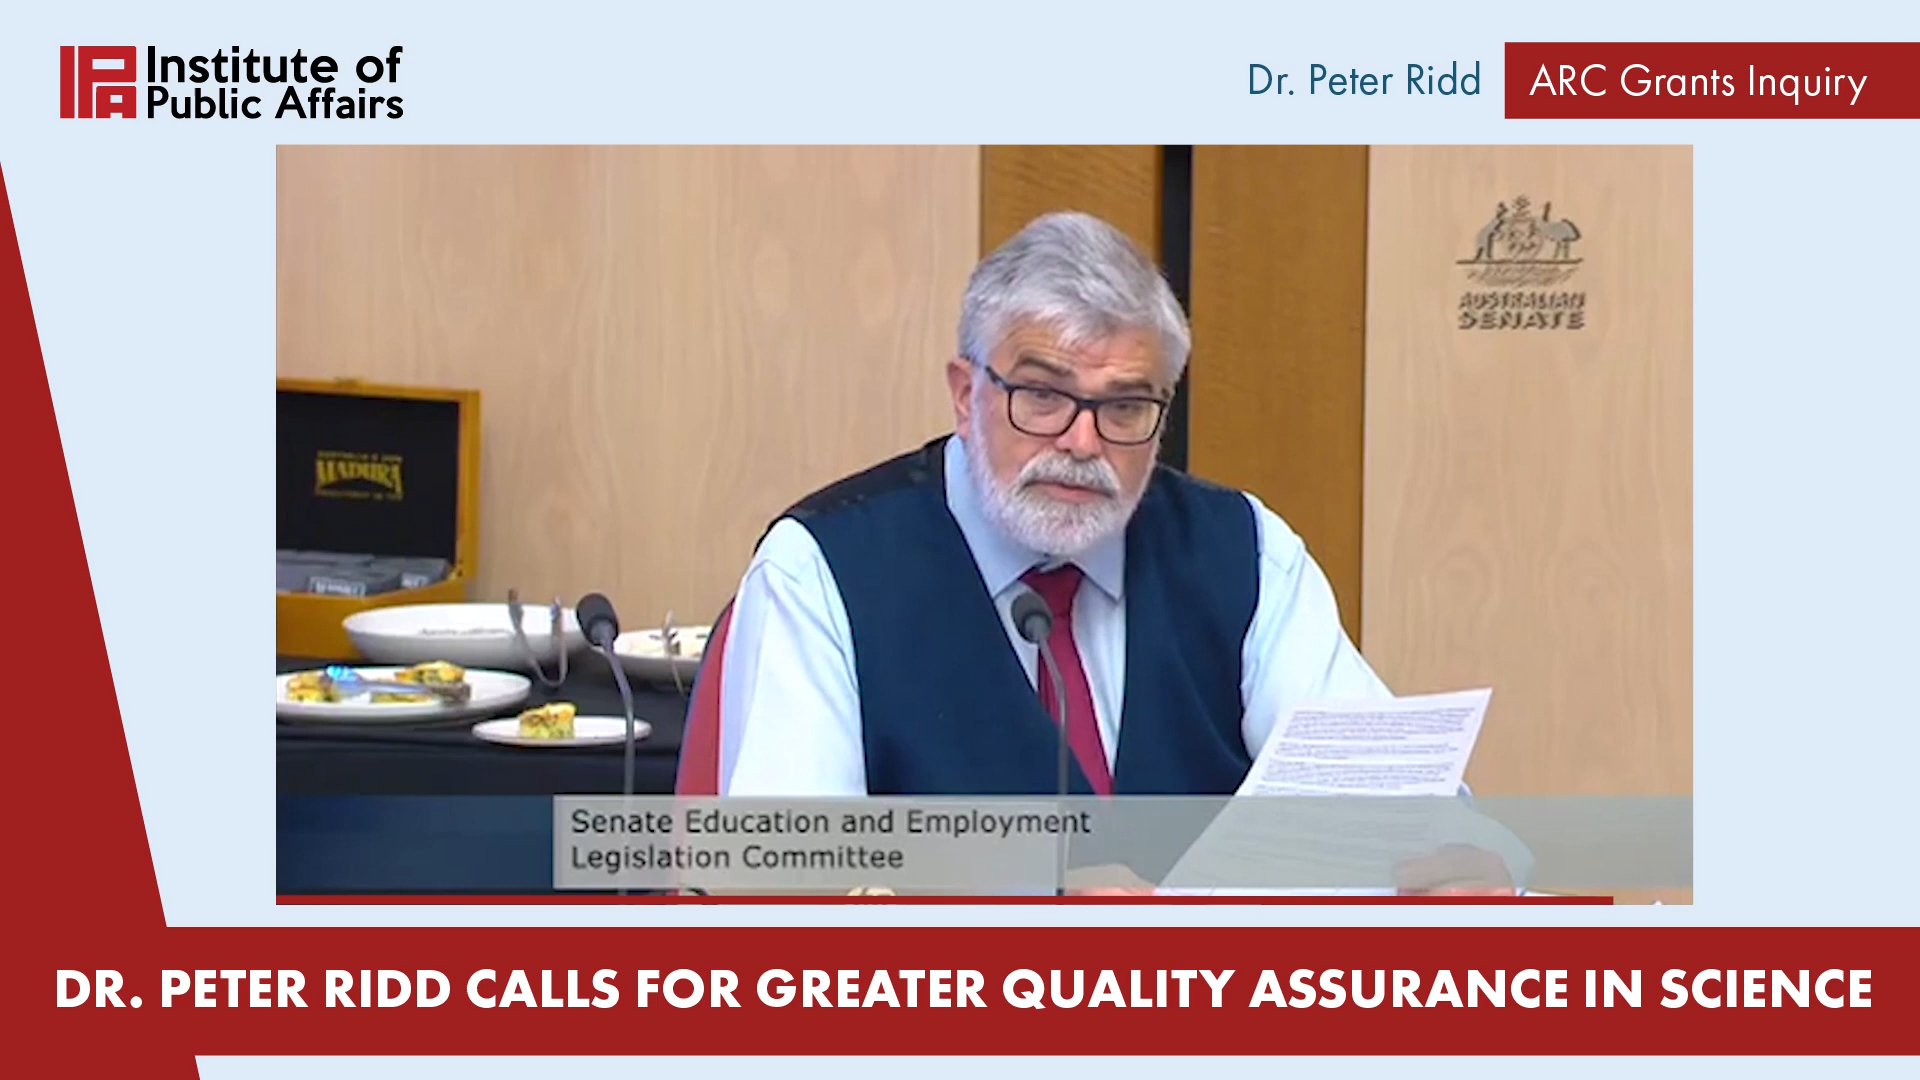 Institute of
Public Affairs
Dr. Peter Ridd
ARC Grants Inquiry
AUSTRALIAN
SENATE
MADURA
Senate Education and Employment
Legislation Committee
DR. PETER RIDD CALLS FOR GREATER QUALITY ASSURANCE IN SCIENCE